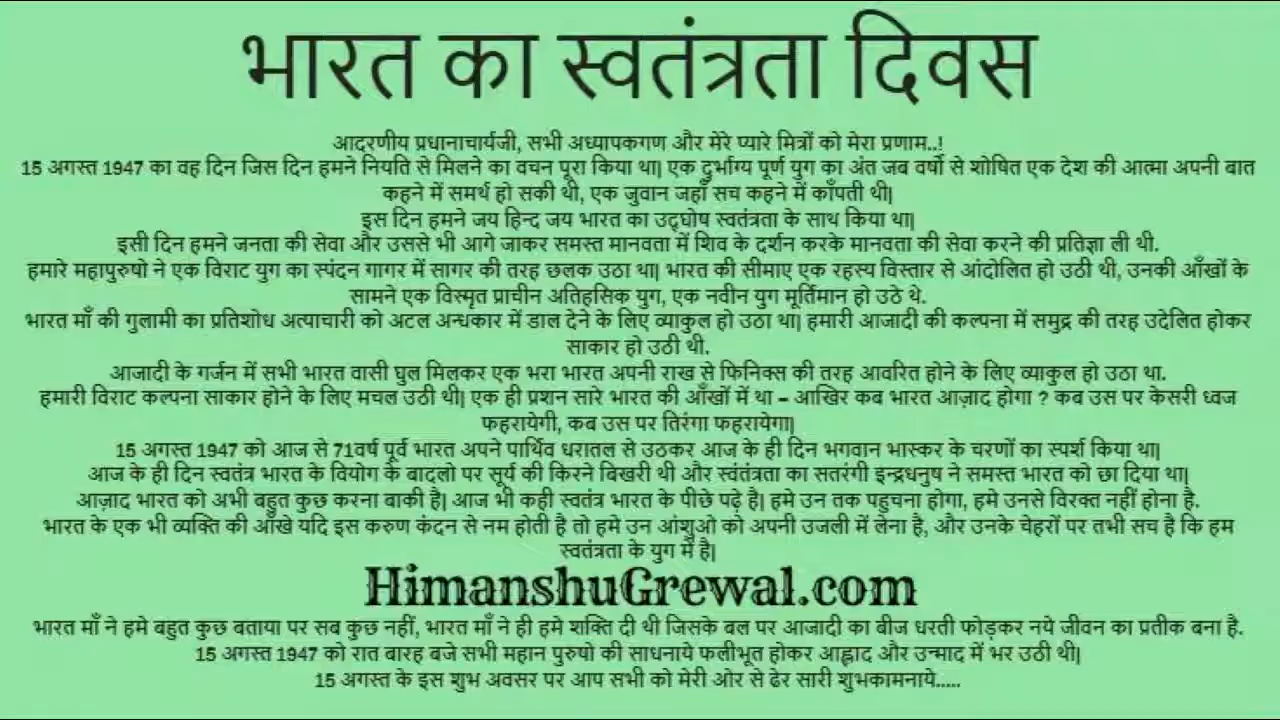 भारत का स्वतंत्रता दिवस
आदरणीय प्रधानाचार्यजी, सभी अध्यापकगण और मेरे प्यारे मित्रों को मेरा प्रणाम..!
15 अगस्त 1947 का वह दिन जिस दिन हमने नियति से मिलने का वचन पूरा किया था| एक दुर्भाग्य पूर्ण युग का अंत जब वर्षो से शोषित एक देश की आत्मा अपनी बात
कहने में समर्थ हो सकी थी, एक जुवान जहाँ सच कहने में काँपती थी|
इस दिन हमने जय हिन्द जय भारत का उद्घोष स्वतंत्रता के साथ किया था|
इसी दिन हमने जनता की सेवा और उससे भी आगे जाकर समस्त मानवता में शिव के दर्शन करके मानवता की सेवा करने की प्रतिज्ञा ली थी.
हमारे महापुरुषो ने एक विराट युग का स्पंदन गागर में सागर की तरह छलक उठा था| भारत की सीमाए एक रहस्य विस्तार से आंदोलित हो उठी थी, उनकी आँखों के
सामने एक विस्मृत प्राचीन अतिहसिक युग, एक नवीन युग मूर्तिमान हो उठे थे.
भारत माँ की गुलामी का प्रतिशोध अत्याचारी को अटल अन्धकार में डाल देने के लिए व्याकुल हो उठा था| हमारी आजादी की कल्पना में समुद्र की तरह उदेलित होकर
साकार हो उठी थी.
आजादी के गर्जन में सभी भारत वासी घुल मिलकर एक भरा भारत अपनी राख से फिनिक्स की तरह आवरित होने के लिए व्याकुल हो उठा था.
हमारी विराट कल्पना साकार होने के लिए मचल उठी थी| एक ही प्रशन सारे भारत की आँखों में था – आखिर कब भारत आज़ाद होगा ? कब उस पर केसरी ध्वज
फहरायेगी, कब उस पर तिरंगा फहरायेगा|
15 अगस्त 1947 को आज से 71वर्ष पूर्व भारत अपने पार्थिव धरातल से उठकर आज के ही दिन भगवान भास्कर के चरणों का स्पर्श किया था|
आज के ही दिन स्वतंत्र भारत के वियोग के बादलो पर सूर्य की किरने बिखरी थी और स्वंतंत्रता का सतरंगी इन्द्रधनुष ने समस्त भारत को छा दिया था|
आज़ाद भारत को अभी बहुत कुछ करना बाकी है| आज भी कही स्वतंत्र भारत के पीछे पढ़े है| हमे उन तक पहुचना होगा, हमे उनसे विरक्त नहीं होना है.
भारत के एक भी व्यक्ति की आँखे यदि इस करुण कंदन से नम होती है तो हमे उन आंशुओ को अपनी उजली में लेना है, और उनके चेहरों पर तभी सच है कि हम
स्वतंत्रता के युग में है|
HimanshuGrewal.com
भारत माँ ने हमे बहुत कुछ बताया पर सब कुछ नहीं, भारत माँ ने ही हमे शक्ति दी थी जिसके बल पर आजादी का बीज धरती फोड़कर नये जीवन का प्रतीक बना है.
15 अगस्त 1947 को रात बारह बजे सभी महान पुरुषो की साधनाये फलीभूत होकर आह्लाद और उन्माद में भर उठी थी|
15 अगस्त के इस शुभ अवसर पर आप सभी को मेरी ओर से ढेर सारी शुभकामनाये.....